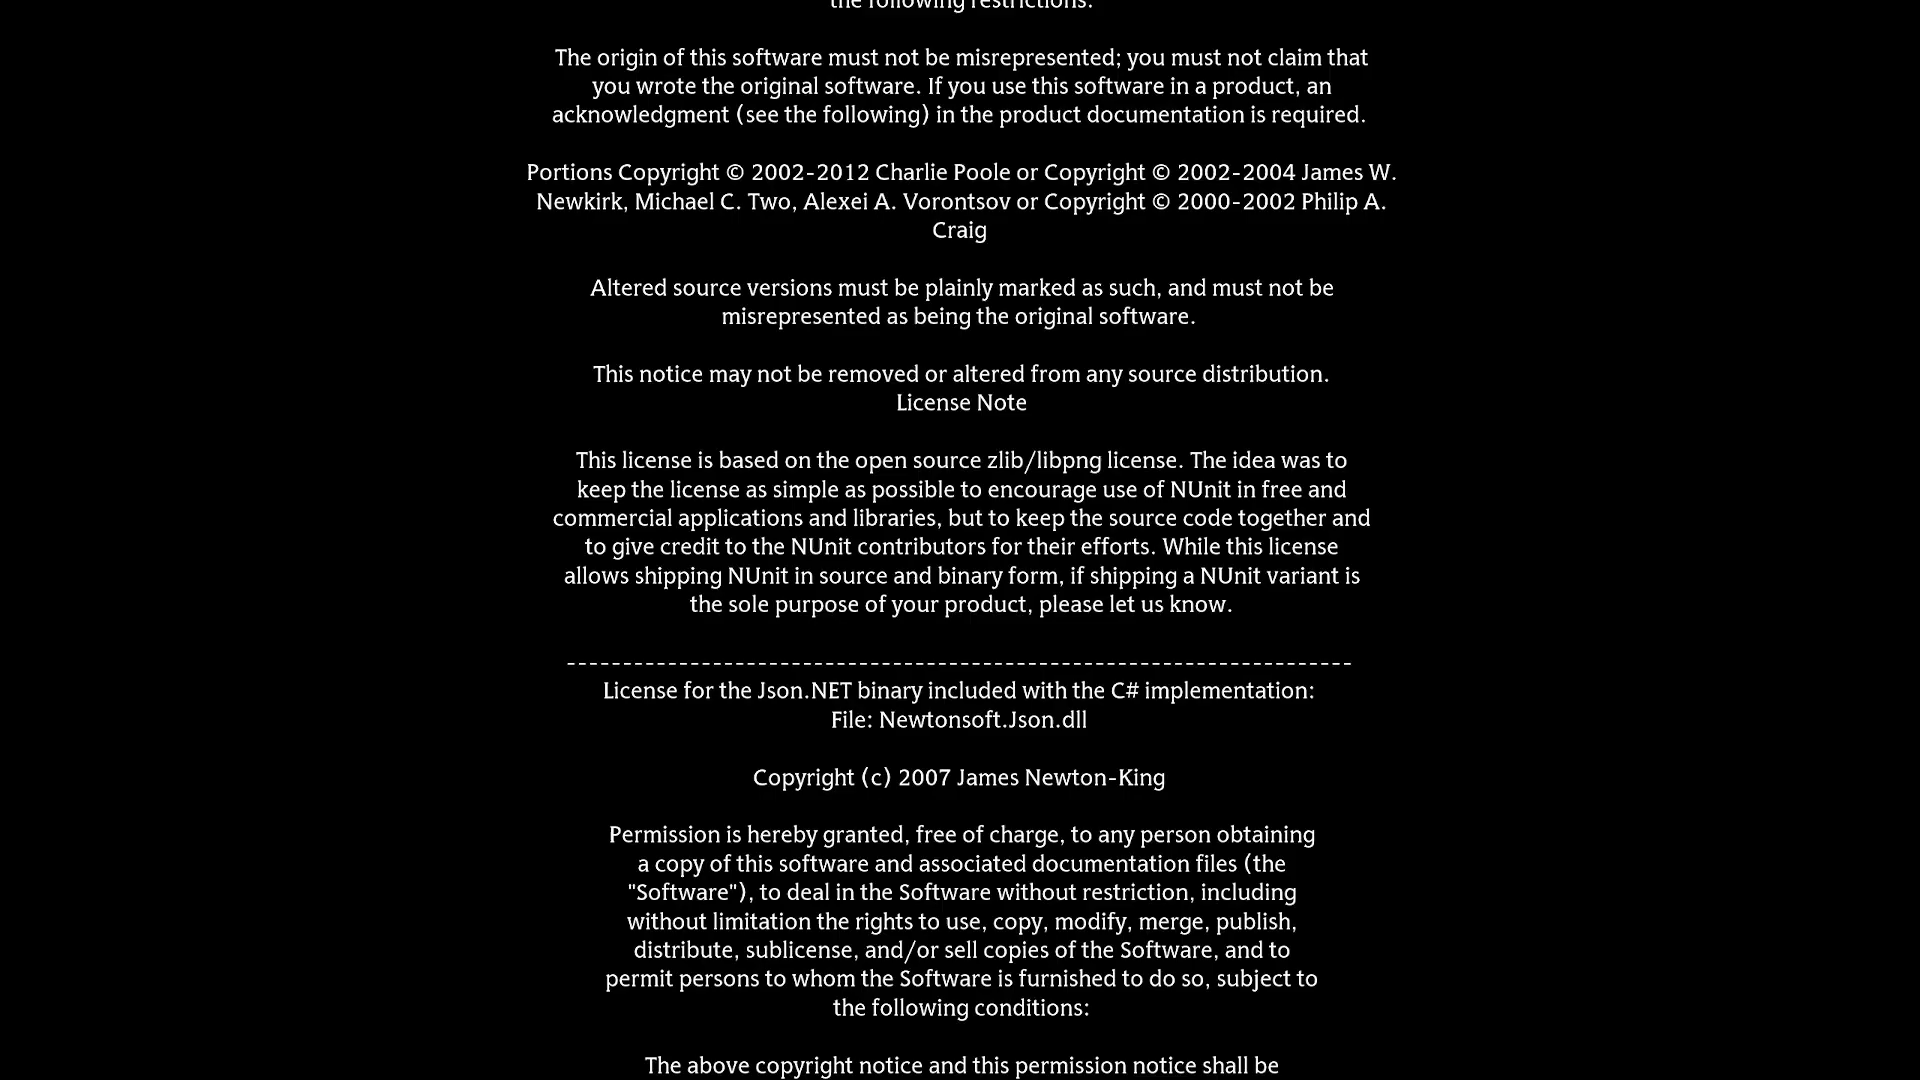 the following restrictions:
The origin of this software must not be misrepresented; you must not claim that
you wrote the original software. If you use this software in a product, an
acknowledgment (see the following) in the product documentation is required.
Portions Copyright © 2002-2012 Charlie Poole or Copyright © 2002-2004 James W.
Newkirk, Michael C. Two, Alexei A. Vorontsov or Copyright © 2000-2002 Philip A.
Craig
Altered source versions must be plainly marked as such, and must not be
misrepresented as being the original software.
This notice may not be removed or altered from any source distribution.
License Note
This license is based on the open source zlib/libpng license. The idea was to
keep the license as simple as possible to encourage use of NUnit in free and
commercial applications and libraries, but to keep the source code together and
to give credit to the NUnit contributors for their efforts. While this license
allows shipping NUnit in source and binary form, if shipping a NUnit variant is
the sole purpose of your product, please let us know.
----------------------------------------------------------------------
License for the Json.NET binary included with the C# implementation:
File: Newtonsoft.Json.dll
Copyright (c) 2007 James Newton-King
Permission is hereby granted, free of charge, to any person obtaining
a copy of this software and associated documentation files (the
"Software"), to deal in the Software without restriction, including
without limitation the rights to use, copy, modify, merge, publish,
distribute, sublicense, and/or sell copies of the Software, and to
permit persons to whom the Software is furnished to do so, subject to
the following conditions:
The above copyright notice and this permission notice shall be